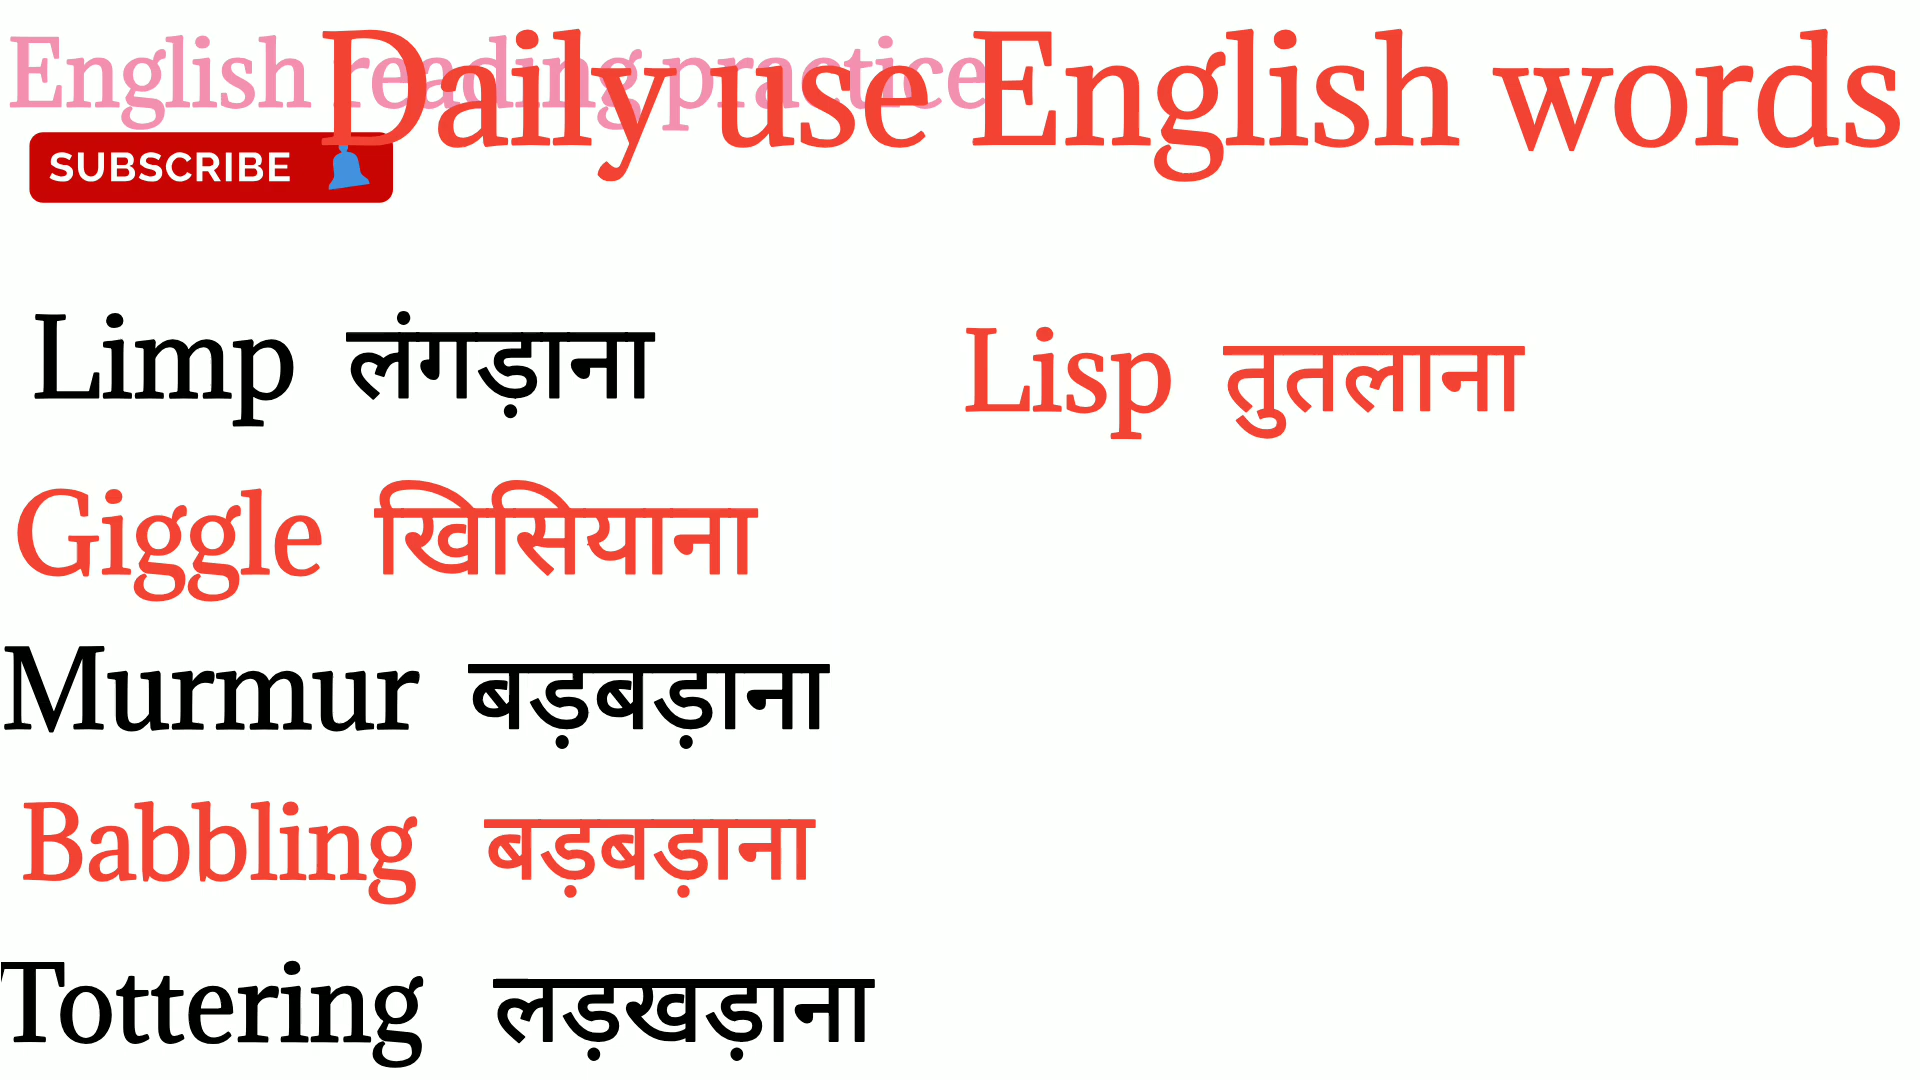 English reading practice
Daily use English words
SUBSCRIBE
Limp लंगड़ाना
Lisp तुतलाना
Giggle खिसियाना
Murmur बड़बड़ाना
Babbling बड़बड़ाना
Tottering लड़खड़ाना